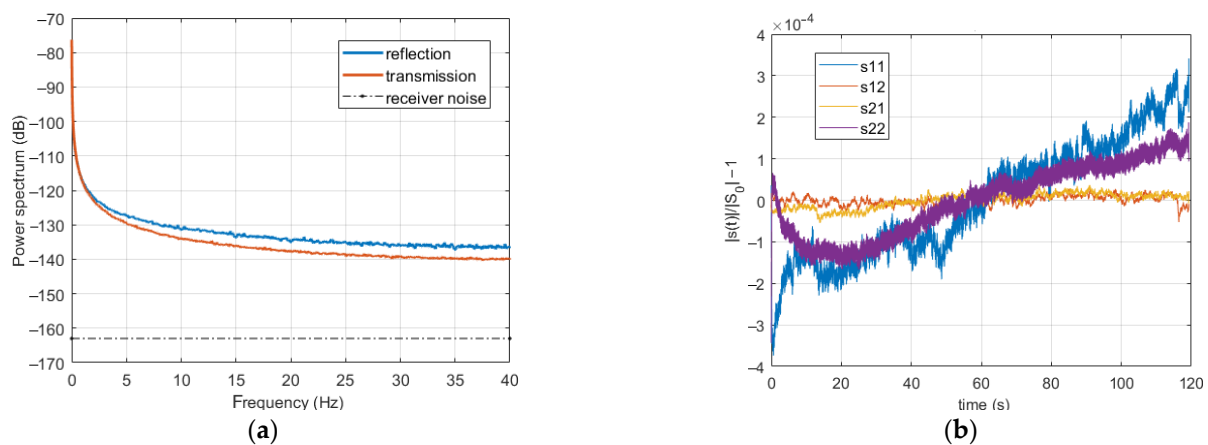 −70
−80
−90
−100
−110
−120
−130
−140
−150
−160
−170
Power spectrum (dB)
reflection
transmission
receiver noise
0 5 10 15 20 25 30 35 40
Frequency (Hz)
(a)
×10⁻⁴
4
3
2
1
0
−1
−2
−3
−4
|s(t)|/|S₀| − 1
s11
s12
s21
s22
0 20 40 60 80 100 120
time (s)
(b)